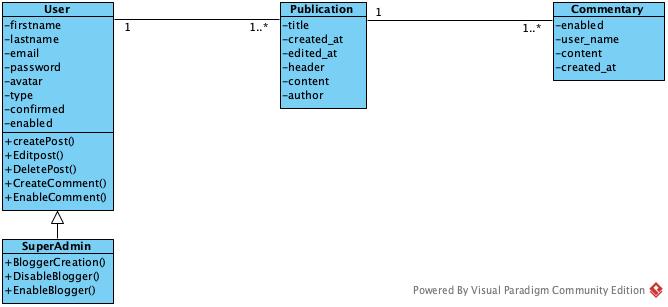 User
-firstname
-lastname
-email
-password
-avatar
-type
-confirmed
-enabled
+createPost()
+Editpost()
+DeletePost()
+CreateComment()
+EnableComment()
1
1..*
Publication
-title
-created_at
-edited_at
-header
-content
-author
1
1..*
Commentary
-enabled
-user_name
-content
-created_at
SuperAdmin
+BloggerCreation()
+DisableBlogger()
+EnableBlogger()
Powered By Visual Paradigm Community Edition